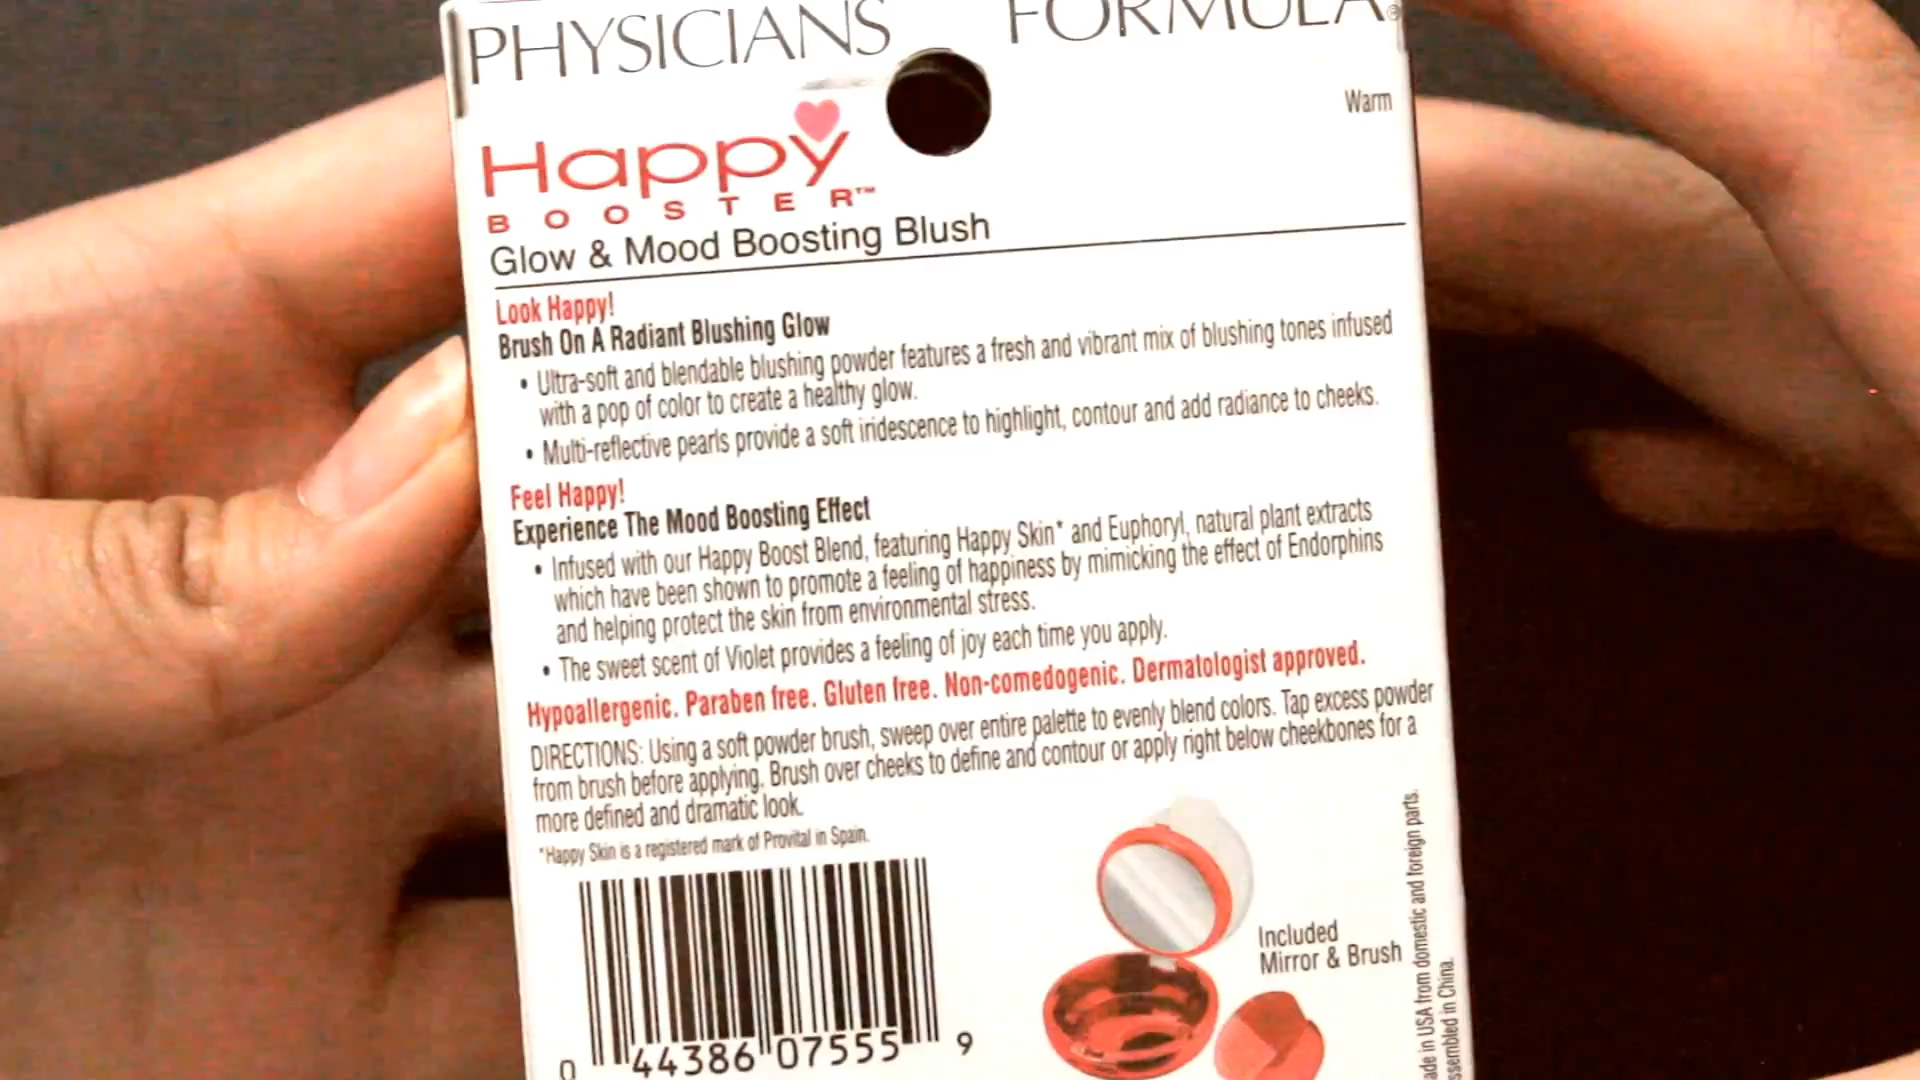 PHYSICIANS FORMULA®
Warm
Happy
BOOSTER™
Glow & Mood Boosting Blush
Look Happy!
Brush On A Radiant Blushing Glow
• Ultra-soft and blendable blushing powder features a fresh and vibrant mix of blushing tones infused
with a pop of color to create a healthy glow.
• Multi-reflective pearls provide a soft iridescence to highlight, contour and add radiance to cheeks.
Feel Happy!
Experience The Mood Boosting Effect
• Infused with our Happy Boost Blend, featuring Happy Skin* and Euphoryl, natural plant extracts
which have been shown to promote a feeling of happiness by mimicking the effect of Endorphins
and helping protect the skin from environmental stress.
• The sweet scent of Violet provides a feeling of joy each time you apply.
Hypoallergenic. Paraben free. Gluten free. Non-comedogenic. Dermatologist approved.
DIRECTIONS: Using a soft powder brush, sweep over entire palette to evenly blend colors. Tap excess powder
from brush before applying. Brush over cheeks to define and contour or apply right below cheekbones for a
more defined and dramatic look.
*Happy Skin is a registered mark of Provital in Spain.
0 44386 07555 9
Included
Mirror & Brush
ade in USA from domestic and foreign parts.
ssembled in China.